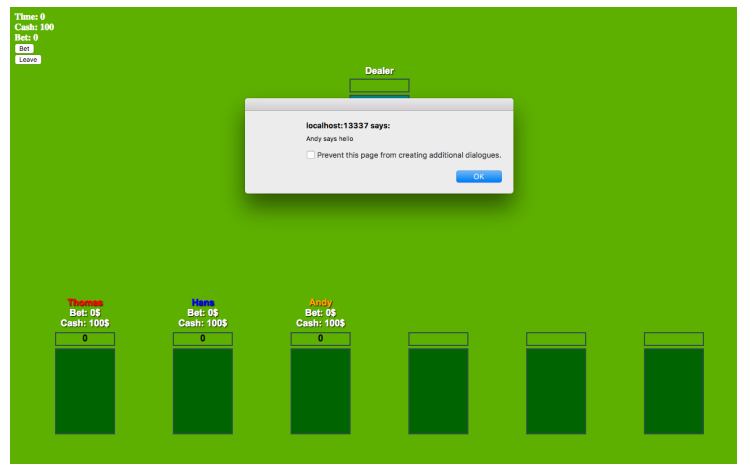 Time: 0
Cash: 100
Bet: 0
Bet
Leave
Dealer
localhost:13337 says:
Andy says hello
Prevent this page from creating additional dialogues.
OK
Thomas Hans Andy
Bet: 0$ Bet: 0$ Bet: 0$
Cash: 100$ Cash: 100$ Cash: 100$
0 0 0